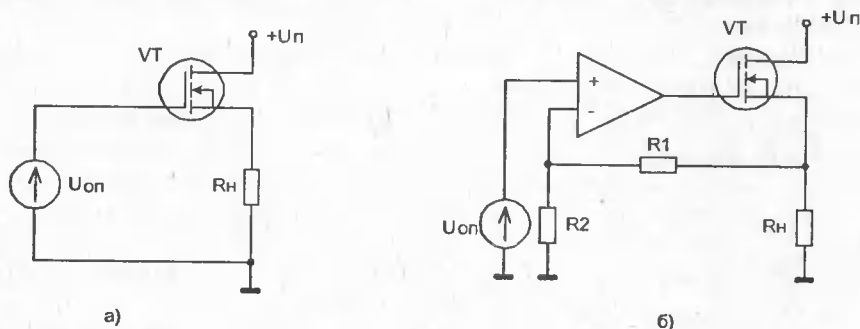 VT
+Uп
Uоп
Rн
а)
VT
+Uп
+
-
R1
R2
Uоп
Rн
б)